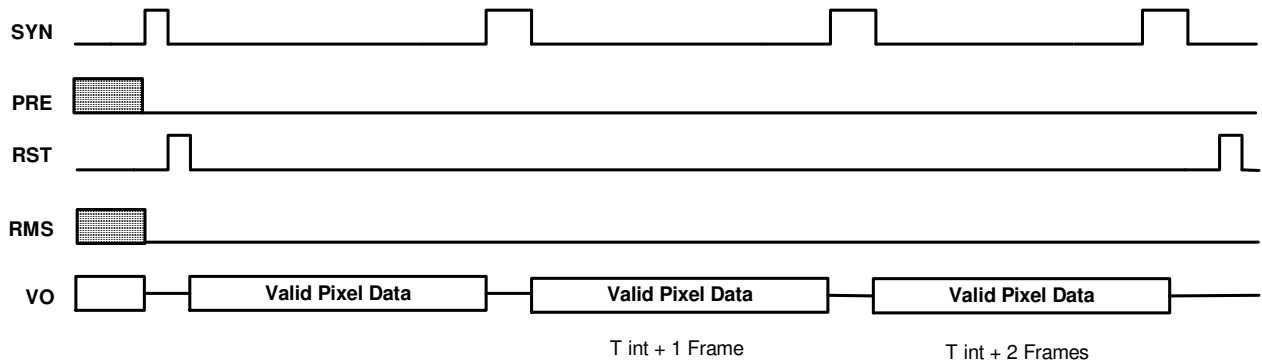 SYN
PRE
RST
RMS
VO Valid Pixel Data Valid Pixel Data Valid Pixel Data
T int + 1 Frame T int + 2 Frames